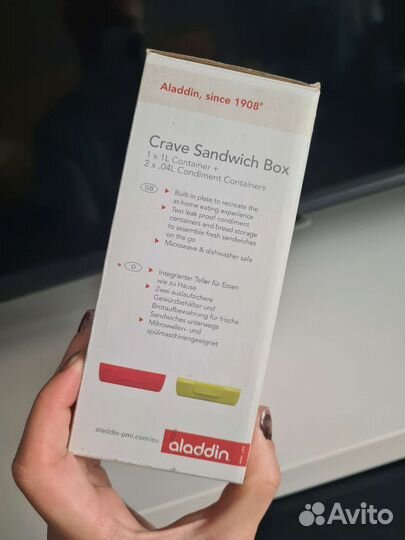 Aladdin, since 1908®
Crave Sandwich Box
1 x 1L Container +
2 x .04L Condiment Containers
GB
Built-in plate to recreate the
at-home eating experience
Two leak proof condiment
containers and bread storage
to assemble fresh sandwiches
on the go
Microwave & dishwasher safe
D
Integrierter Teller für Essen
wie zu Hause
Zwei auslaufsichere
Gewürzbehälter und
Brotaufbewahrung für frische
Sandwiches unterwegs
Mikrowellen- und
spülmaschinengeeignet
aladdin-pmi.com/eu
aladdin
Avito